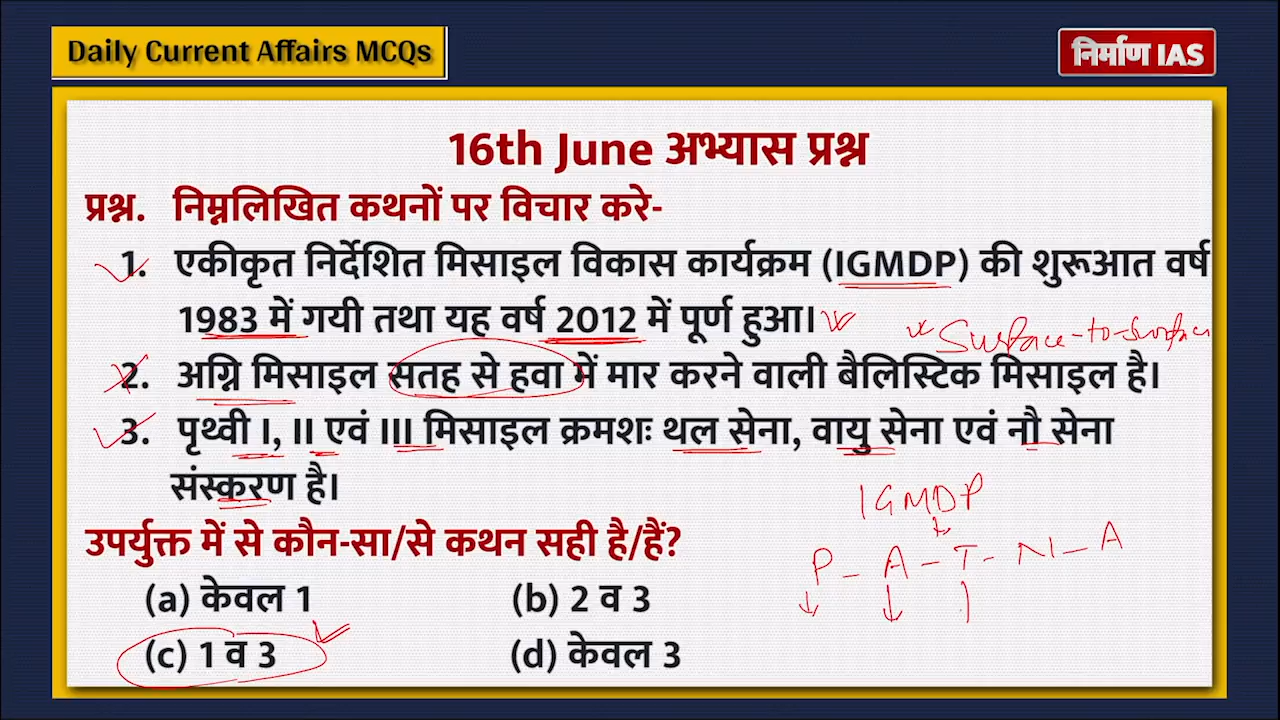 Daily Current Affairs MCQs
निर्माण IAS
16th June अभ्यास प्रश्न
प्रश्न. निम्नलिखित कथनों पर विचार करे-
1. एकीकृत निर्देशित मिसाइल विकास कार्यक्रम (IGMDP) की शुरूआत वर्ष
1983 में गयी तथा यह वर्ष 2012 में पूर्ण हुआ।
Surface-to-surface
2. अग्नि मिसाइल सतह से हवा में मार करने वाली बैलिस्टिक मिसाइल है।
3. पृथ्वी I, II एवं III मिसाइल क्रमशः थल सेना, वायु सेना एवं नौ सेना
संस्करण है।
IGMDP
उपर्युक्त में से कौन-सा/से कथन सही है/हैं?
P - A - T - N - A
(a) केवल 1 (b) 2 व 3
(c) 1 व 3 (d) केवल 3